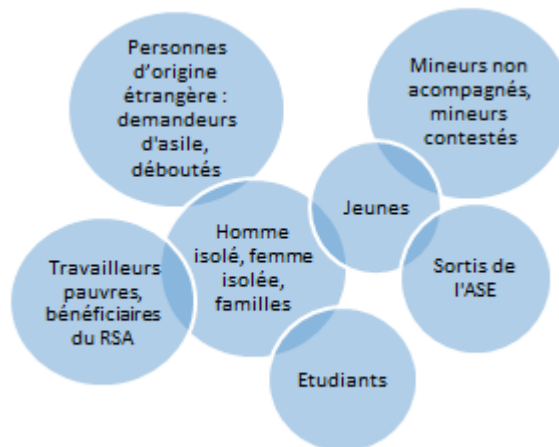 Personnes
d'origine
étrangère :
demandeurs
d'asile,
déboutés
Mineurs non
acompagnés,
mineurs
contestés
Jeunes
Homme
isolé, femme
isolée,
familles
Travailleurs
pauvres,
bénéficiaires
du RSA
Sortis de
l'ASE
Etudiants